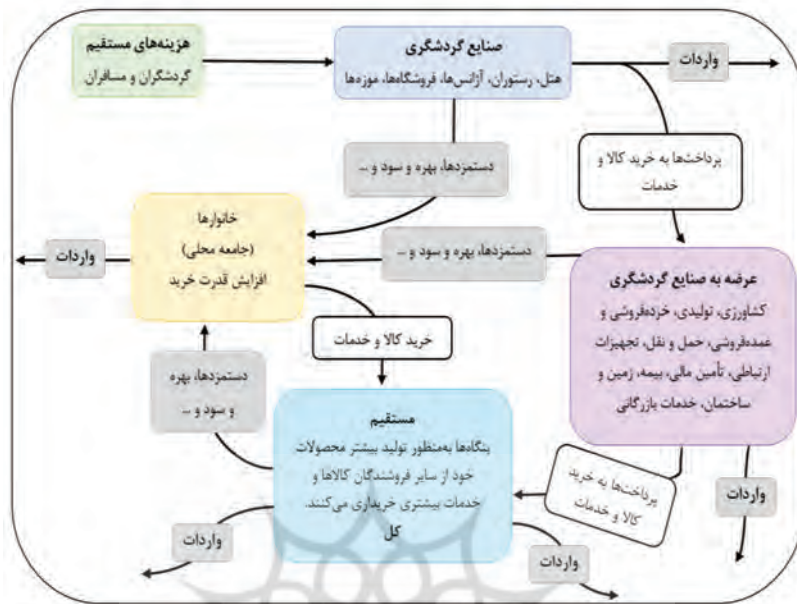 هزینه‌های مستقیم
گردشگران و مسافران
صنایع گردشگری
هتل، رستوران، آژانس‌ها، فروشگاه‌ها، موزه‌ها
واردات
دستمزدها، بهره و سود و ...
پرداخت‌ها به خرید کالا و
خدمات
خانوارها
(جامعه محلی)
افزایش قدرت خرید
واردات
دستمزدها، بهره و سود و ...
عرضه به صنایع گردشگری
کشاورزی، تولیدی، خرده‌فروشی و
عمده‌فروشی، حمل و نقل، تجهیزات
ارتباطی، تأمین مالی، بیمه، زمین و
ساختمان، خدمات بازرگانی
خرید کالا و خدمات
دستمزدها، بهره
و سود و ...
مستقیم
بنگاه‌ها به‌منظور تولید بیشتر محصولات
خود از سایر فروشندگان کالاها و
خدمات بیشتری خریداری می‌کنند.
کل
پرداخت‌ها به خرید
کالا و خدمات
واردات
واردات
واردات